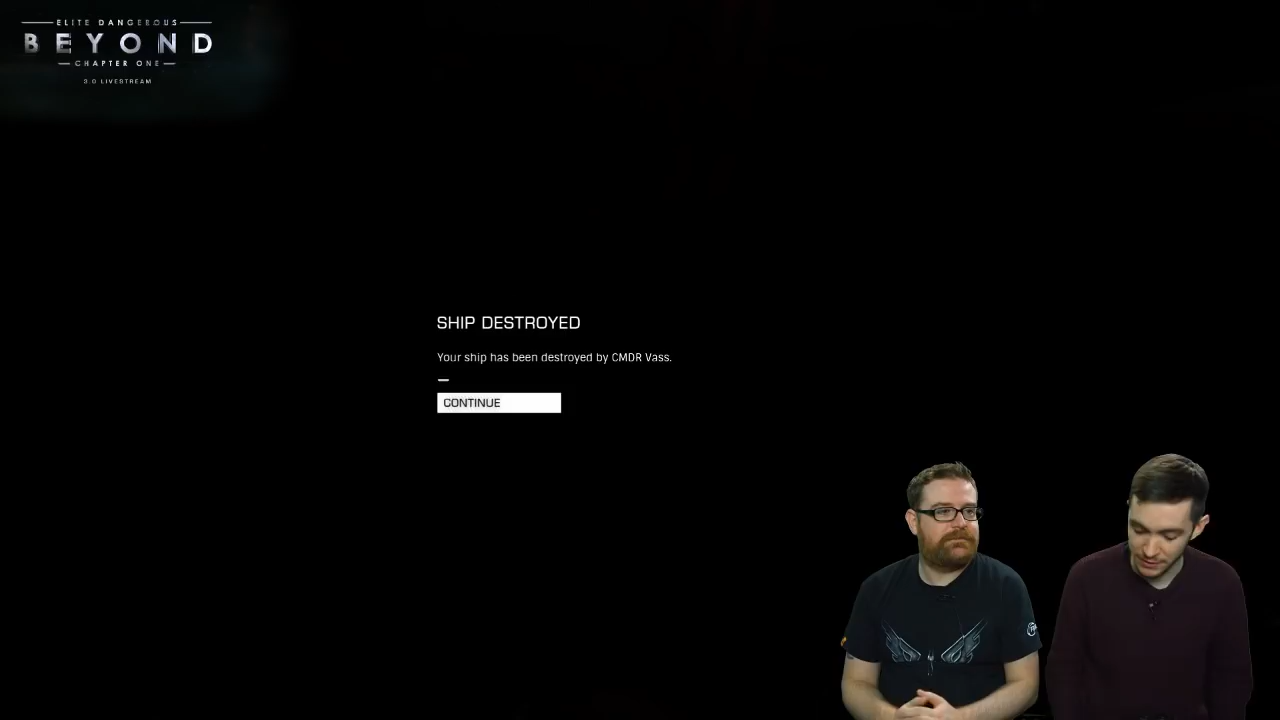 ELITE DANGEROUS
BEYOND
CHAPTER ONE
3.0 LIVESTREAM
SHIP DESTROYED
Your ship has been destroyed by CMDR Vass.
CONTINUE